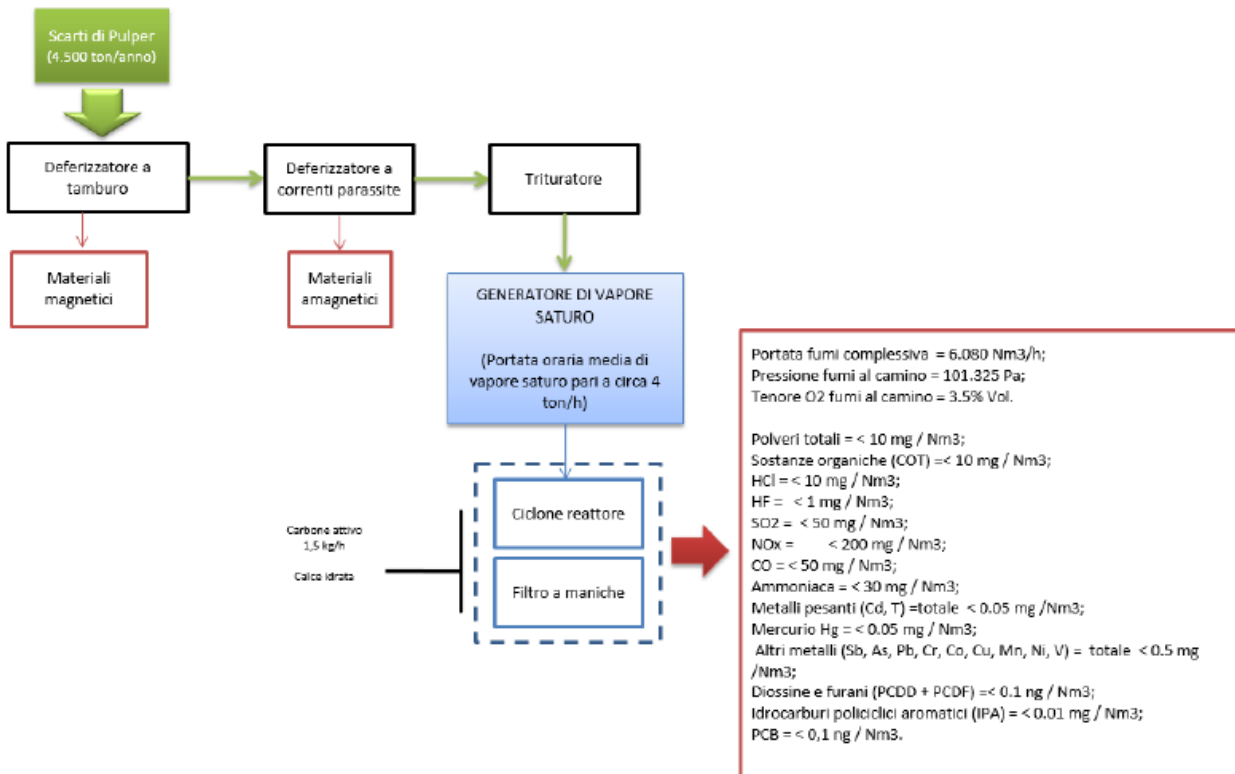 Scarti di Pulper
(4.500 ton/anno)
Deferizzatore a
tamburo
Deferizzatore a
correnti parassite
Trituratore
Materiali
magnetici
Materiali
amagnetici
GENERATORE DI VAPORE
SATURO
(Portata oraria media di
vapore saturo pari a circa 4
ton/h)
Carbone attivo
1,5 kg/h
Calce idrata
Ciclone reattore
Filtro a maniche
Portata fumi complessiva = 6.080 Nm3/h;
Pressione fumi al camino = 101.325 Pa;
Tenore O2 fumi al camino = 3.5% Vol.
Polveri totali = < 10 mg / Nm3;
Sostanze organiche (COT) =< 10 mg / Nm3;
HCl = < 10 mg / Nm3;
HF = < 1 mg / Nm3;
SO2 = < 50 mg / Nm3;
NOx = < 200 mg / Nm3;
CO = < 50 mg / Nm3;
Ammoniaca = < 30 mg / Nm3;
Metalli pesanti (Cd, T) =totale < 0.05 mg /Nm3;
Mercurio Hg = < 0.05 mg / Nm3;
Altri metalli (Sb, As, Pb, Cr, Co, Cu, Mn, Ni, V) = totale < 0.5 mg
/Nm3;
Diossine e furani (PCDD + PCDF) =< 0.1 ng / Nm3;
Idrocarburi policiclici aromatici (IPA) = < 0.01 mg / Nm3;
PCB = < 0,1 ng / Nm3.